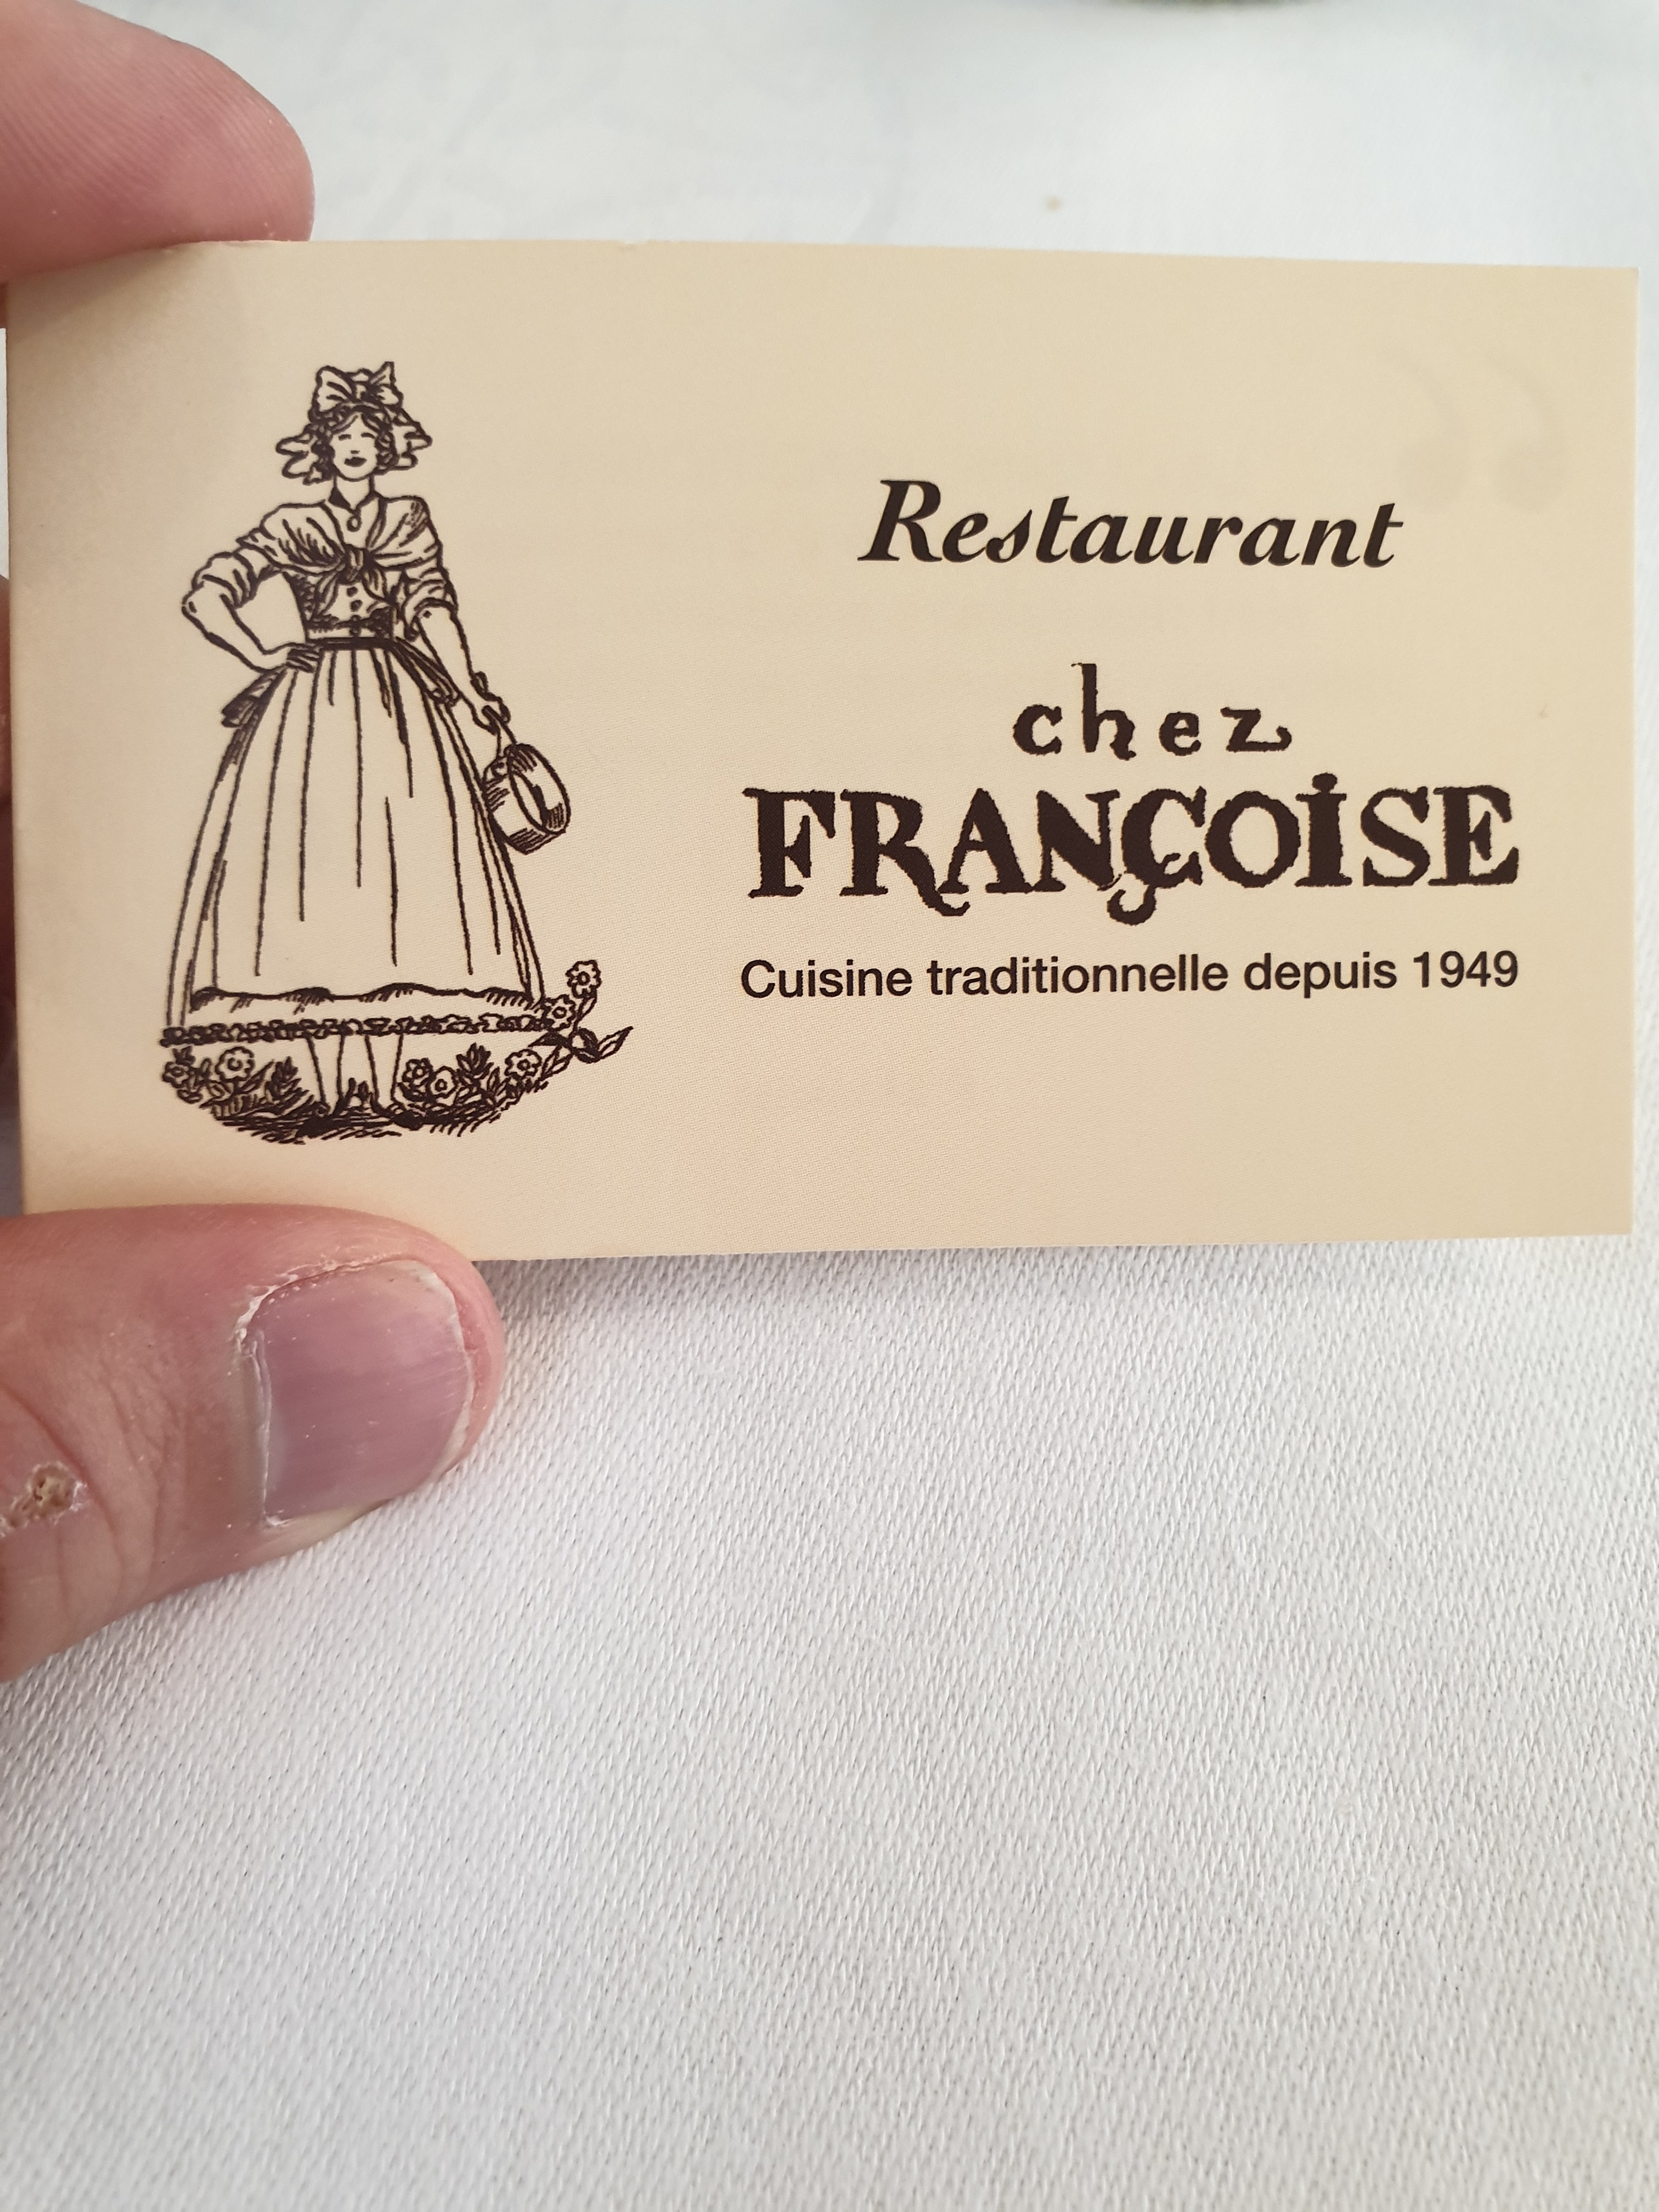 Restaurant
chez
FRANÇOISE
Cuisine traditionnelle depuis 1949